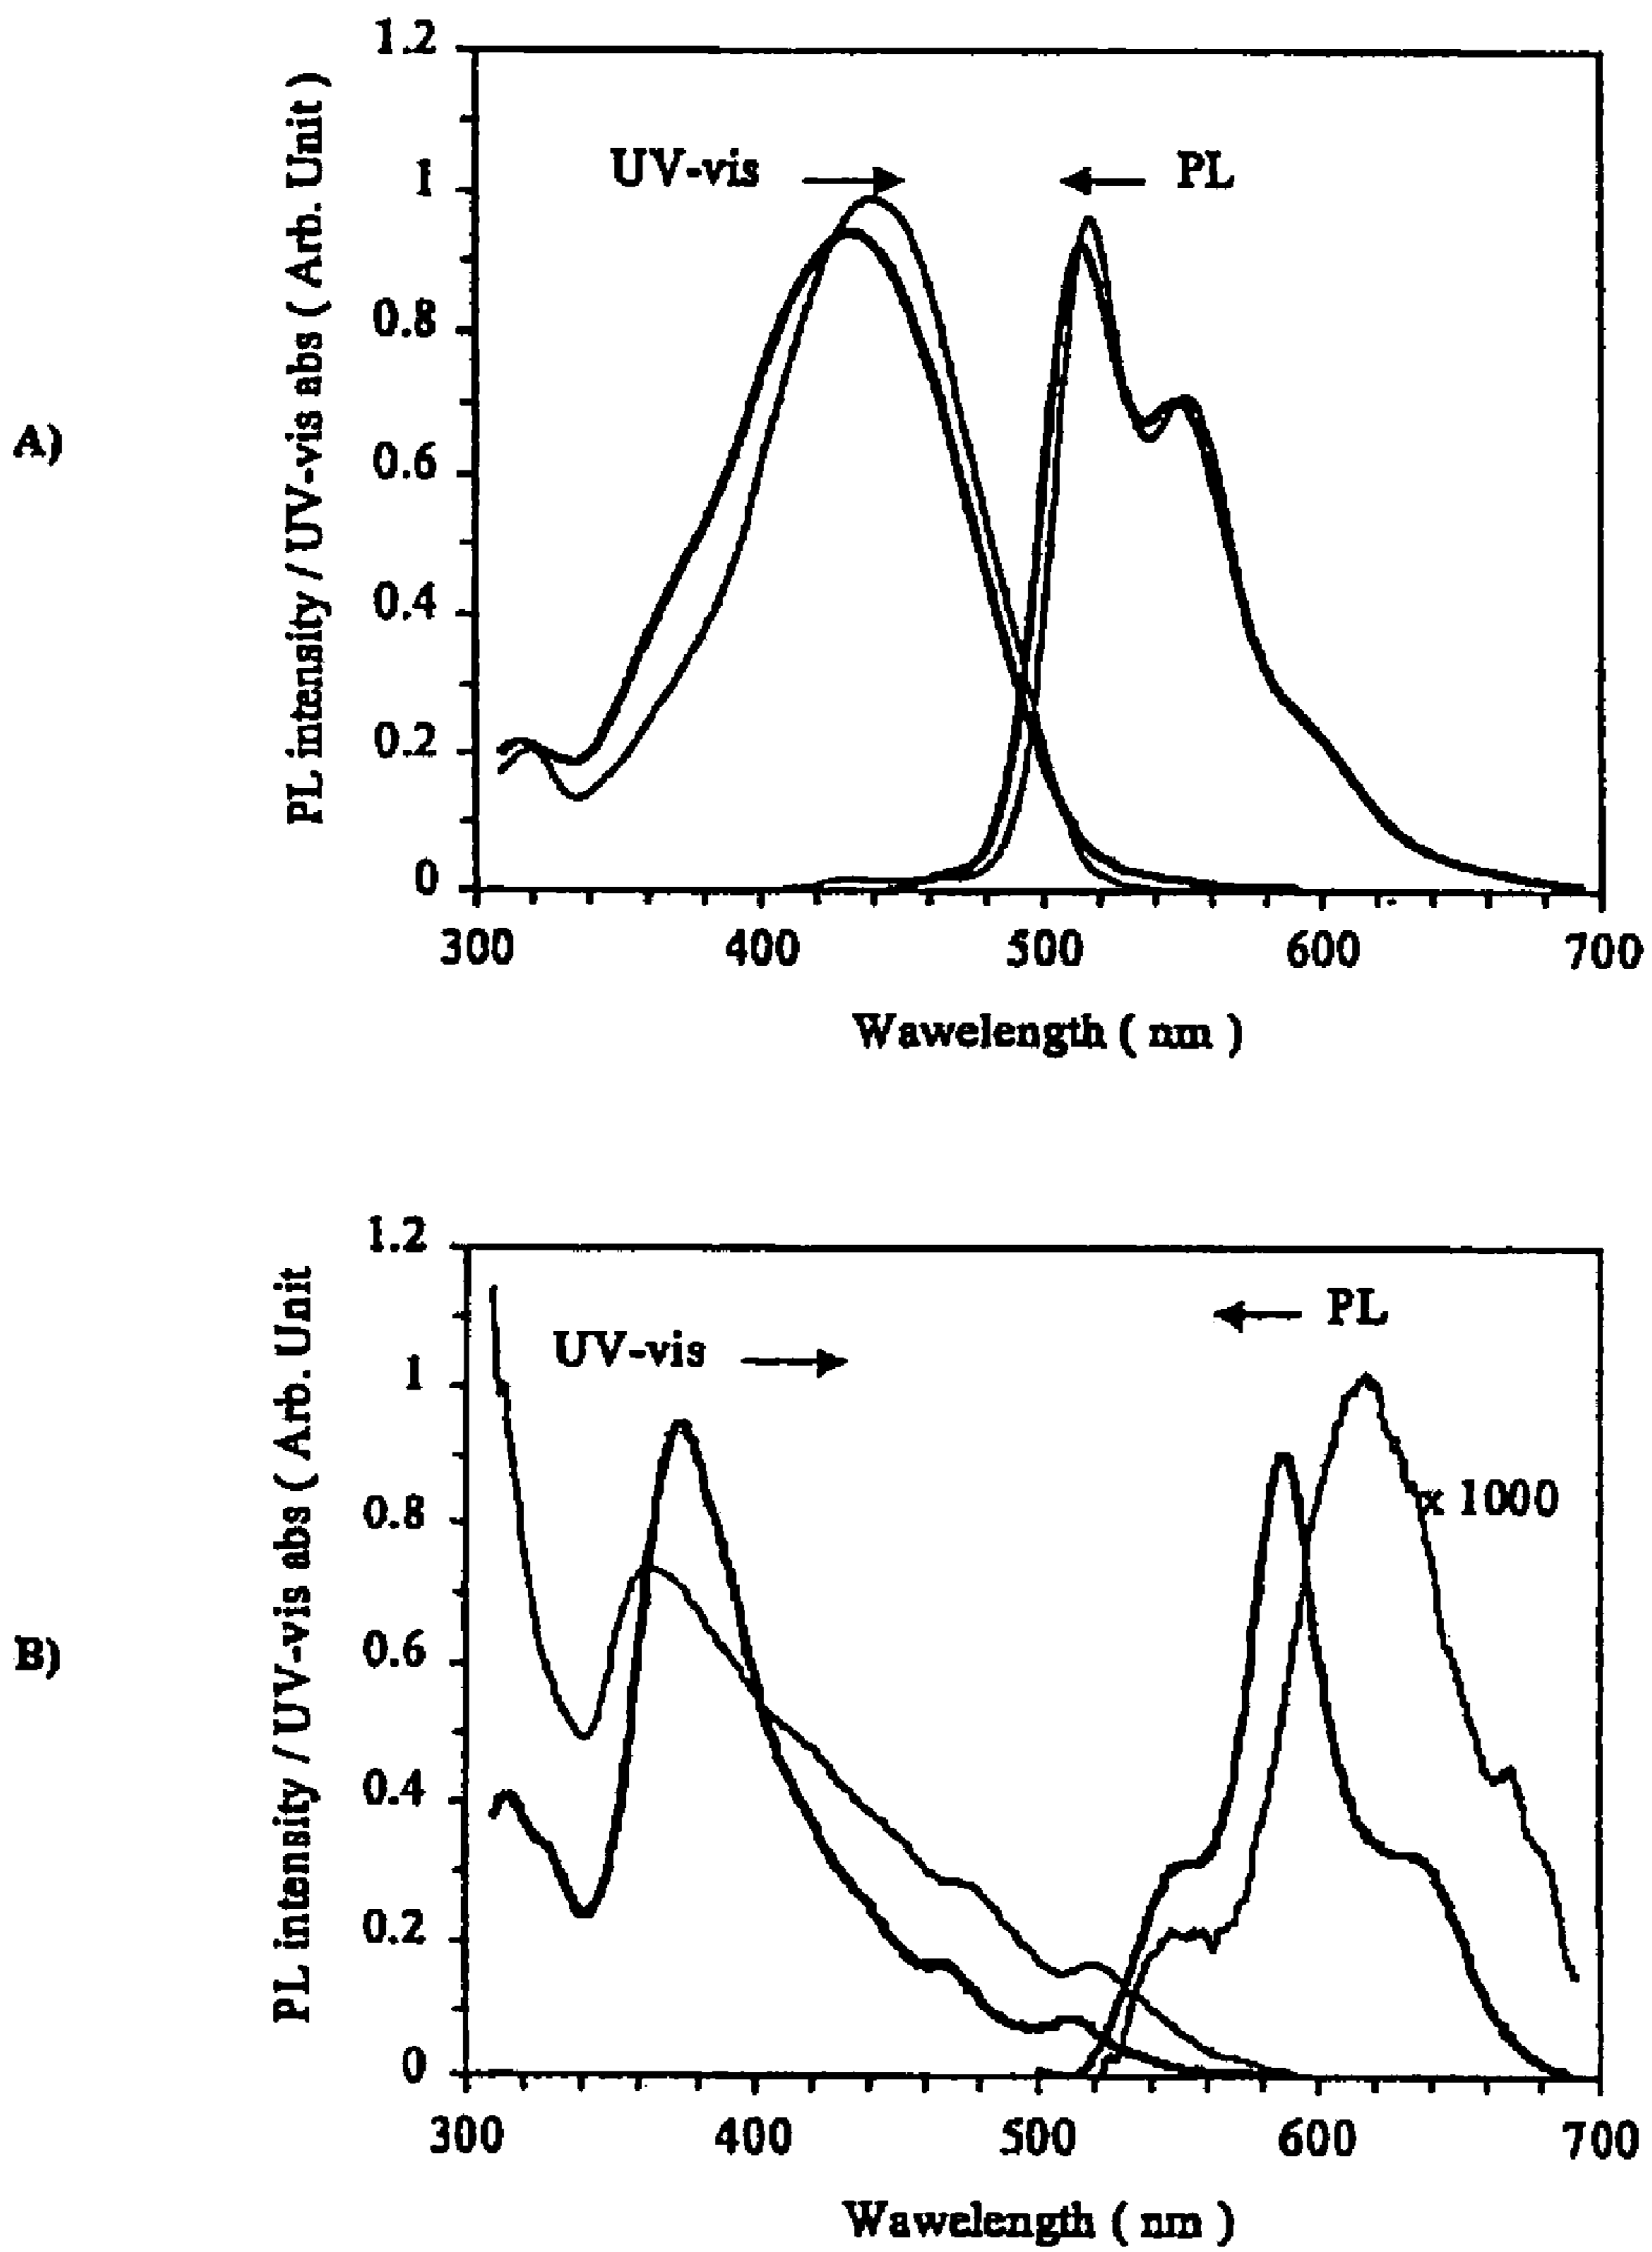 A)
PL intensity / UV-vis abs ( Arb. Unit )
1.2
1
0.8
0.6
0.4
0.2
0
UV-vis
PL
300 400 500 600 700
Wawelength ( nm )
B)
PL intensity / UV-vis abs ( Arb. Unit
1.2
1
0.8
0.6
0.4
0.2
0
PL
UV-vis
x 1000
300 400 500 600 700
Wawelength ( nm )